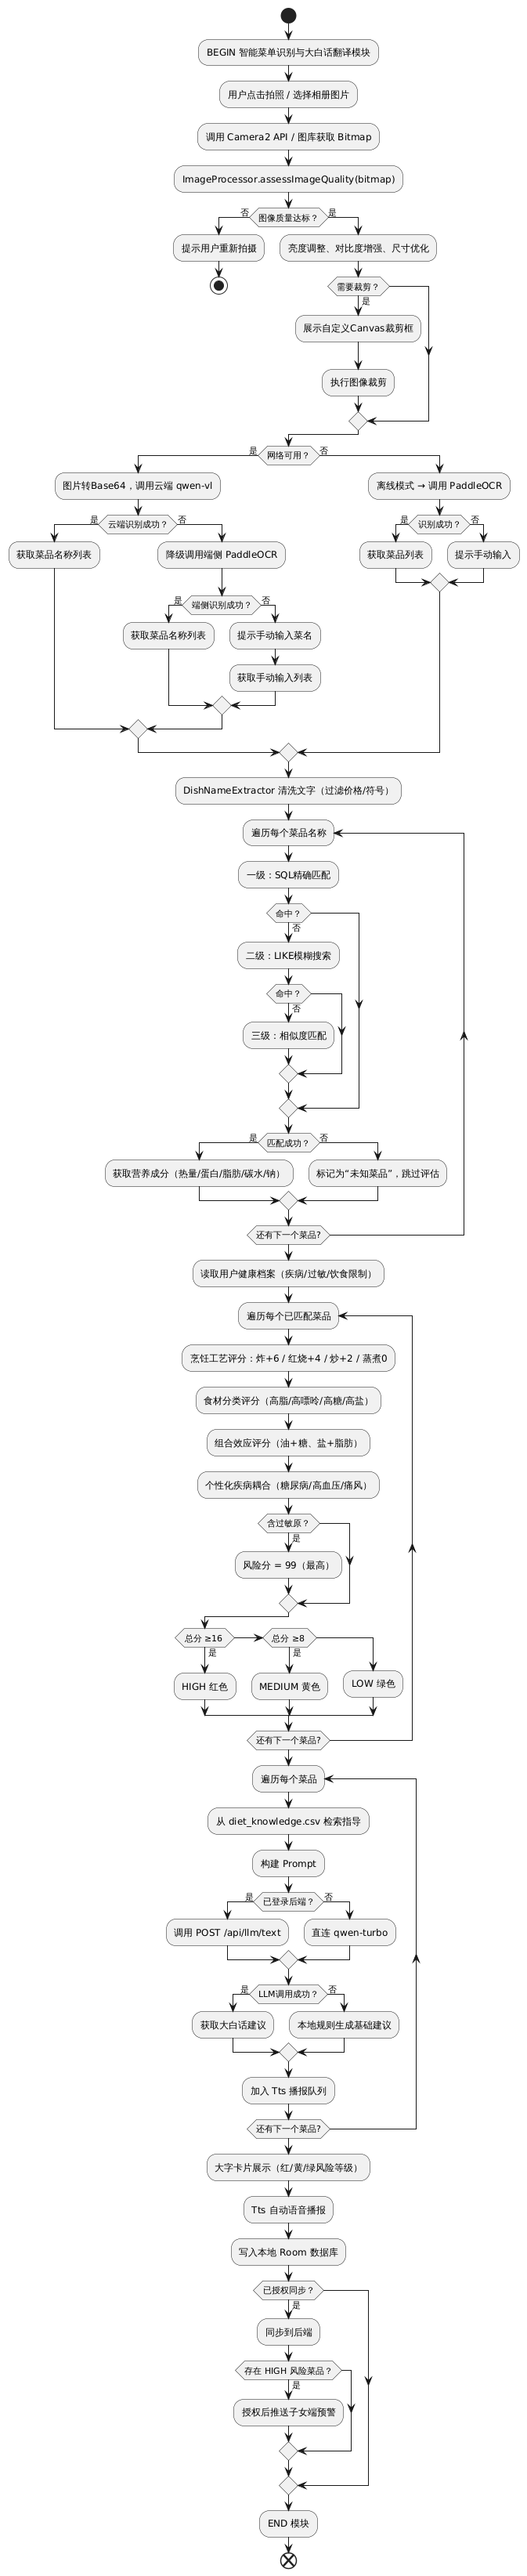 BEGIN 智能菜单识别与大白话翻译模块
用户点击拍照 / 选择相册图片
调用 Camera2 API / 图库获取 Bitmap
ImageProcessor.assessImageQuality(bitmap)
否
图像质量达标？
是
提示用户重新拍摄
亮度调整、对比度增强、尺寸优化
需要裁剪？
是
展示自定义Canvas裁剪框
执行图像裁剪
是
网络可用？
否
图片转Base64，调用云端 qwen-vl
离线模式 → 调用 PaddleOCR
是
云端识别成功？
否
是
识别成功？
否
获取菜品名称列表
降级调用端侧 PaddleOCR
获取菜品列表
提示手动输入
是
端侧识别成功？
否
获取菜品名称列表
提示手动输入菜名
获取手动输入列表
DishNameExtractor 清洗文字（过滤价格/符号）
遍历每个菜品名称
一级：SQL精确匹配
命中？
否
二级：LIKE模糊搜索
命中？
否
三级：相似度匹配
是
匹配成功？
否
获取营养成分（热量/蛋白/脂肪/碳水/钠）
标记为“未知菜品”，跳过评估
还有下一个菜品?
读取用户健康档案（疾病/过敏/饮食限制）
遍历每个已匹配菜品
烹饪工艺评分：炸+6 / 红烧+4 / 炒+2 / 蒸煮0
食材分类评分（高脂/高嘌呤/高糖/高盐）
组合效应评分（油+糖、盐+脂肪）
个性化疾病耦合（糖尿病/高血压/痛风）
含过敏原？
是
风险分 = 99（最高）
总分 ≥16
总分 ≥8
是
是
HIGH 红色
MEDIUM 黄色
LOW 绿色
还有下一个菜品?
遍历每个菜品
从 diet_knowledge.csv 检索指导
构建 Prompt
是
已登录后端？
否
调用 POST /api/llm/text
直连 qwen-turbo
是
LLM调用成功？
否
获取大白话建议
本地规则生成基础建议
加入 Tts 播报队列
还有下一个菜品?
大字卡片展示（红/黄/绿风险等级）
Tts 自动语音播报
写入本地 Room 数据库
已授权同步？
是
同步到后端
存在 HIGH 风险菜品？
是
授权后推送子女端预警
END 模块